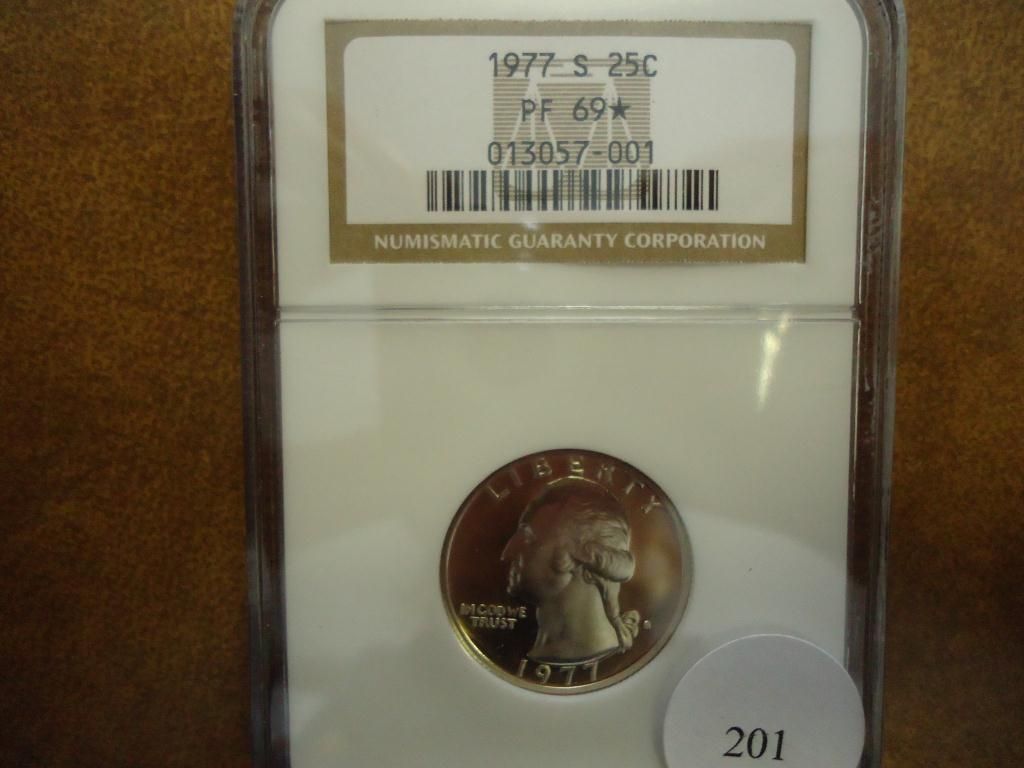 1977 S 25C
PF 69★
013057-001
NUMISMATIC GUARANTY CORPORATION
LIBERTY
IN GOD WE
TRUST
1977
201